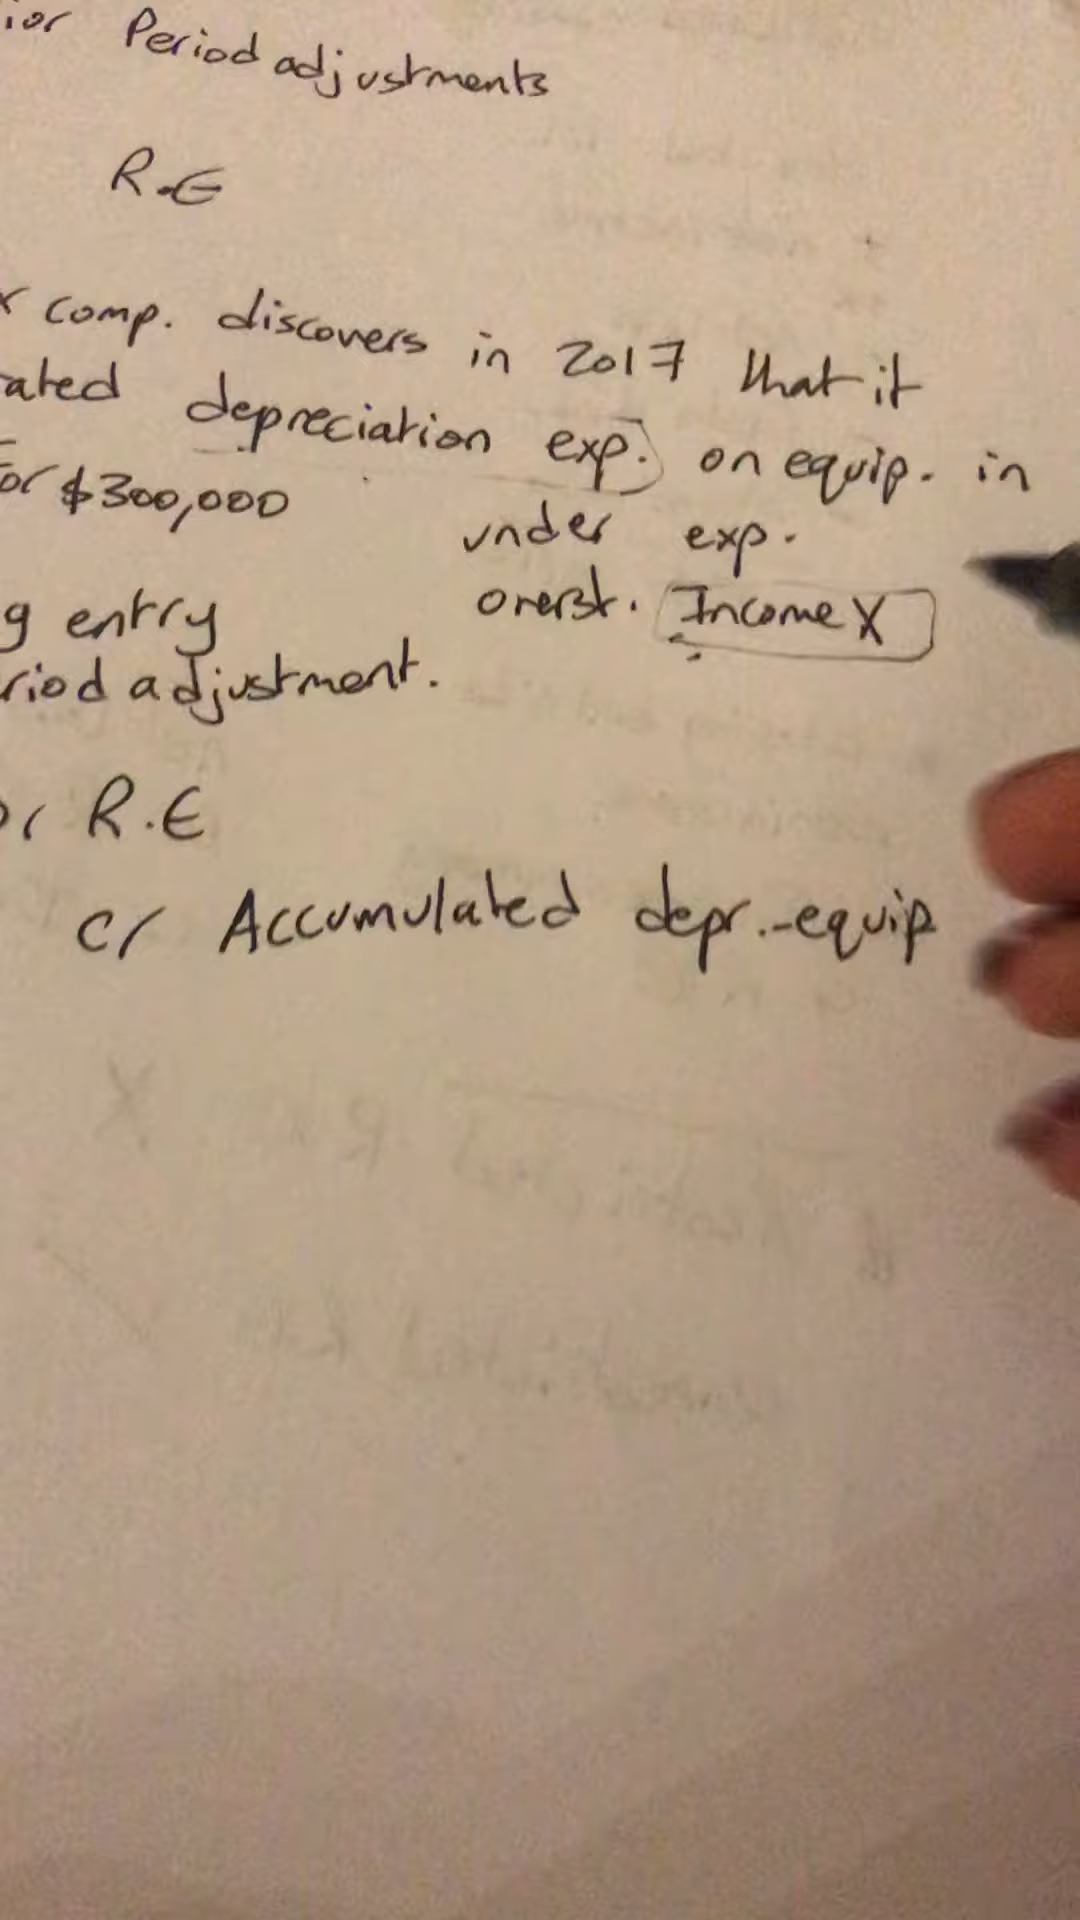 ior Period adjustments
R.E
comp. discovers in 2017 that it
ated depreciation exp. on equip. in
or $300,000
under exp.
overst. Income X
g entry
riod adjustment.
r R.E
cr Accumulated depr.-equip